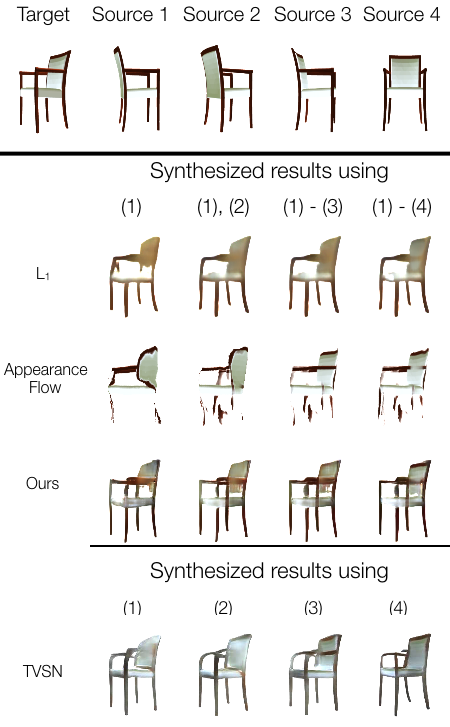 Target Source 1 Source 2 Source 3 Source 4
Synthesized results using
(1) (1), (2) (1) - (3) (1) - (4)
L₁
Appearance
Flow
Ours
Synthesized results using
(1) (2) (3) (4)
TVSN